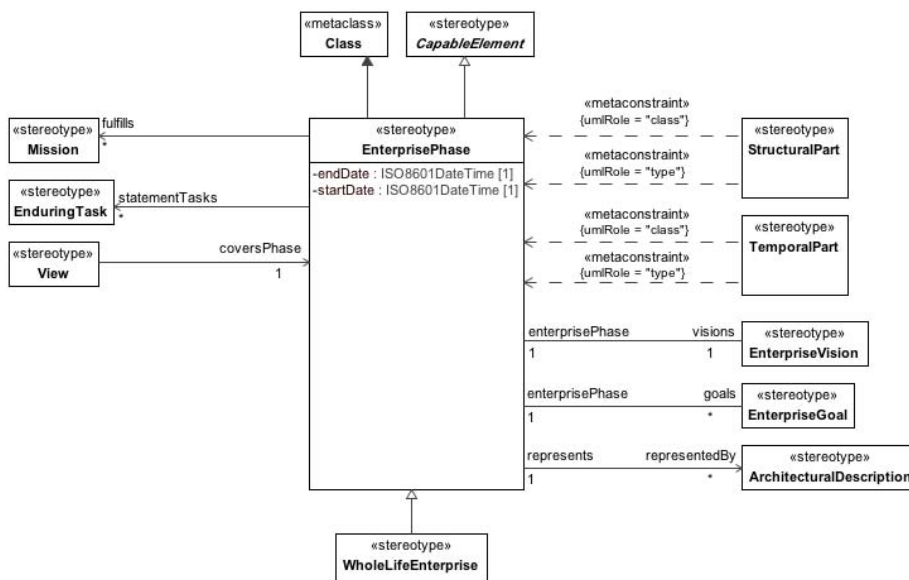 «metaclass»
Class
«stereotype»
CapableElement
«stereotype»
Mission
fulfills
*
«stereotype»
EnduringTask
statementTasks
*
«stereotype»
View
coversPhase
1
«stereotype»
EnterprisePhase
-endDate : ISO8601DateTime [1]
-startDate : ISO8601DateTime [1]
«metaconstraint»
{umlRole = "class"}
«metaconstraint»
{umlRole = "type"}
«stereotype»
StructuralPart
«metaconstraint»
{umlRole = "class"}
«metaconstraint»
{umlRole = "type"}
«stereotype»
TemporalPart
enterprisePhase
1
visions
1
«stereotype»
EnterpriseVision
enterprisePhase
1
goals
*
«stereotype»
EnterpriseGoal
represents
1
representedBy
*
«stereotype»
ArchitecturalDescription
«stereotype»
WholeLifeEnterprise